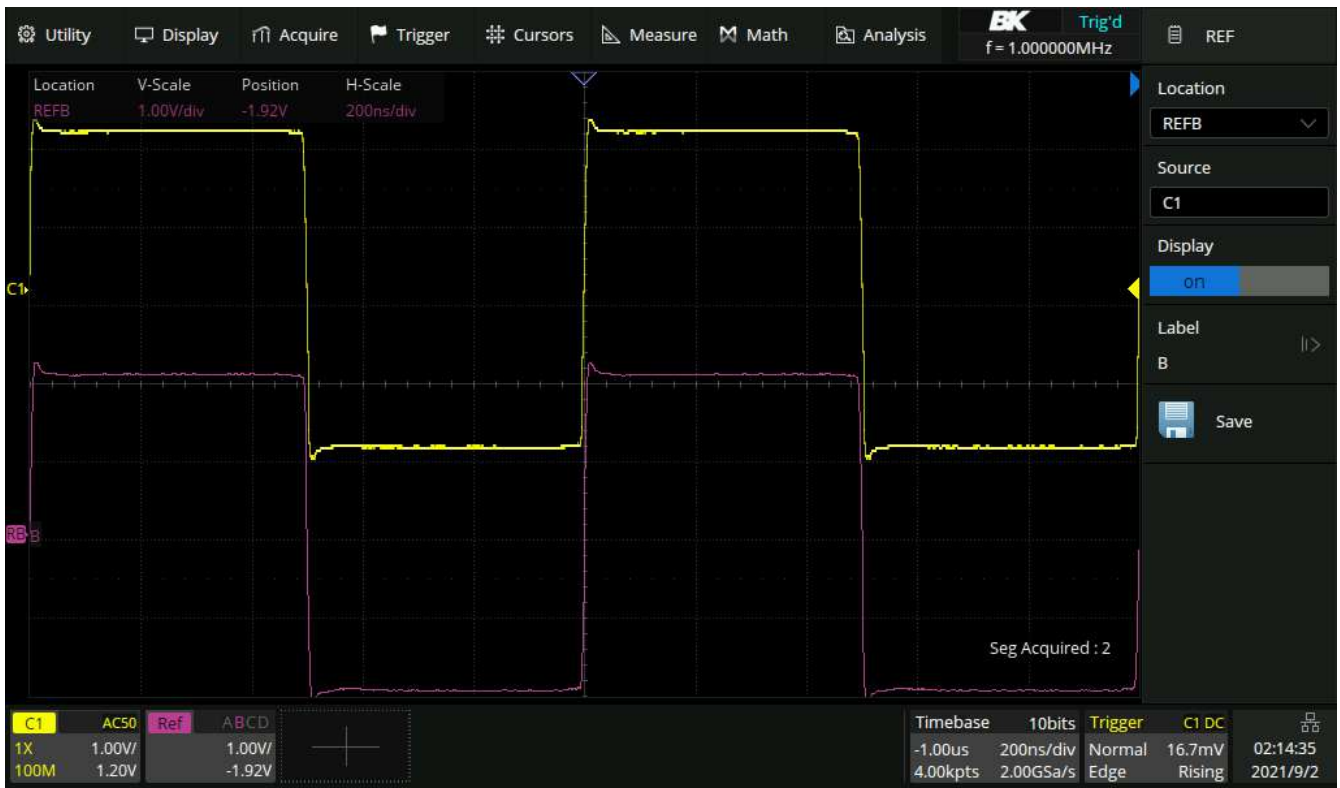 Utility Display Acquire Trigger Cursors Measure Math Analysis
BK Trig'd
f = 1.000000MHz
REF
Location V-Scale Position H-Scale
REFB 1.00V/div -1.92V 200ns/div
Location
REFB
Source
C1
Display
on
Label
B
Save
C1
RB B
Seg Acquired : 2
C1 AC50
1X 1.00V/
100M 1.20V
Ref ABCD
1.00V/
-1.92V
Timebase 10bits
-1.00us 200ns/div
4.00kpts 2.00GSa/s
Trigger C1 DC
Normal 16.7mV
Edge Rising
02:14:35
2021/9/2